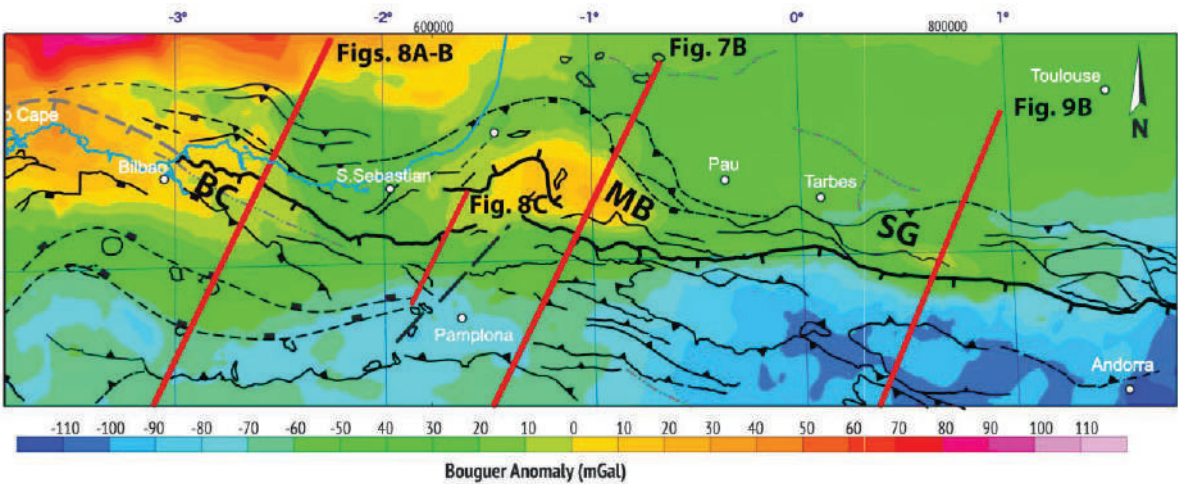 -3° -2° -1° 0° 1°
600000 800000
Figs. 8A-B
Fig. 7B
Toulouse
Fig. 9B
N
o Cape
Bilbao
BC
S.Sebastian
Pau
Tarbes
Fig. 8C
MB
SG
Pamplona
Andorra
-110 -100 -90 -80 -70 -60 -50 -40 -30 -20 10 0 10 20 30 40 50 60 70 80 90 100 110
Bouguer Anomaly (mGal)